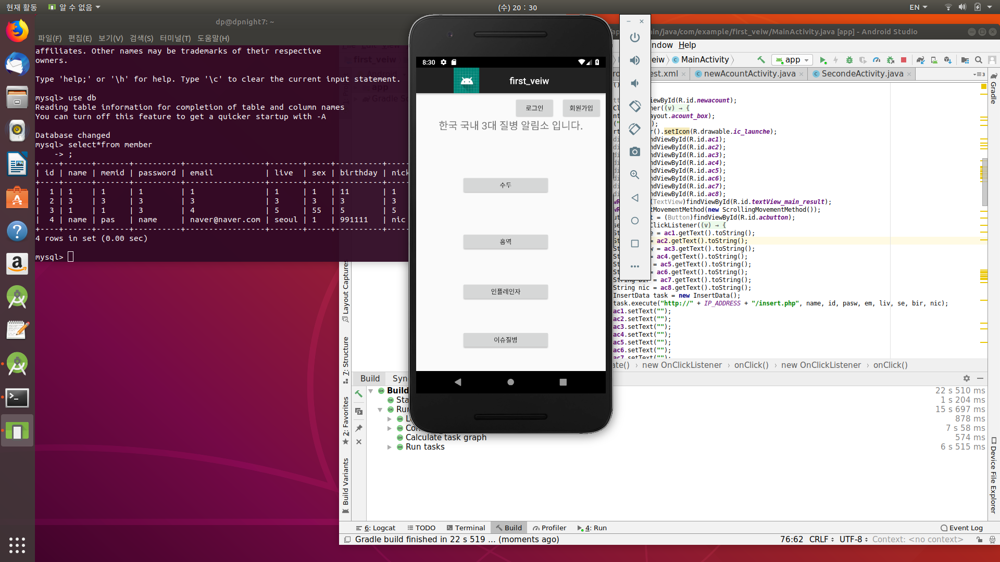 현재 활동
알 수 없음
(수) 20 : 30
EN
dp@dpnight7: ~
파일(F) 편집(E) 보기(V) 검색(S) 터미널(T) 도움말(H)
affiliates. Other names may be trademarks of their respective
owners.
Type 'help;' or '\h' for help. Type '\c' to clear the current input statement.
mysql> use db
Reading table information for completion of table and column names
You can turn off this feature to get a quicker startup with -A
Database changed
mysql> select*from member
    -> ;
+----+------+-------+----------+-----------------+-------+-----+----------+-----
| id | name | memid | password | email           | live  | sex | birthday | nick
+----+------+-------+----------+-----------------+-------+-----+----------+-----
|  1 | 1    | 1     | 1        | 1               | 1     | 1   | 11       | 1
|  2 | 3    | 3     | 3        | 3               | 3     | 3   | 3        | 3
|  3 | 1    | 1     | 3        | 4               | 5     | 55  | 5        | 5
|  4 | name | pas   | name     | naver@naver.com | seoul | 1   | 991111   | nic
+----+------+-------+----------+-----------------+-------+-----+----------+-----
4 rows in set (0.00 sec)
mysql>
8:30
first_veiw
로그인
회원가입
한국 국내 3대 질병 알림소 입니다.
수두
홍역
인플레인자
이슈질병
in/java/com/example/first_veiw/MainActivity.java [app] - Android Studio
ndow Help
eiw
MainActivity
app
est.xml
newAcountActivity.java
SecondeActivity.java
iewById(R.id.newacount);
ner((v) → {
ayout.acount_box);
);
r().setIcon(R.drawable.ic_launche);
ndViewById(R.id.ac1);
ndViewById(R.id.ac2);
ndViewById(R.id.ac3);
ndViewById(R.id.ac4);
ndViewById(R.id.ac5);
ndViewById(R.id.ac6);
ndViewById(R.id.ac7);
ndViewById(R.id.ac8);
(TextView)findViewById(R.id.textView_main_result);
tMovementMethod(new ScrollingMovementMethod());
t = (Button)findViewById(R.id.acbutton);
ClickListener((v) → {
e = ac1.getText().toString();
= ac2.getText().toString();
w = ac3.getText().toString();
= ac4.getText().toString();
= ac5.getText().toString();
= ac6.getText().toString();
String bir = ac7.getText().toString();
String nic = ac8.getText().toString();
InsertData task = new InsertData();
task.execute("http://" + IP_ADDRESS + "/insert.php", name, id, pasw, em, liv, se, bir, nic);
ac1.setText("");
ac2.setText("");
ac3.setText("");
ac4.setText("");
ac5.setText("");
ac6.setText("");
ac7.setText("");
ate() › new OnClickListener › onClick() › new OnClickListener › onClick()
Gradle
Device File Explorer
Layout Captures
7: Structure
2: Favorites
Build Variants
Build
Syn
Build
22 s 510 ms
Sta
1 s 204 ms
Run
15 s 697 ms
L
878 ms
Con
7 s 58 ms
Calculate task graph
574 ms
Run tasks
6 s 515 ms
6: Logcat
TODO
Terminal
Build
Profiler
4: Run
Event Log
Gradle build finished in 22 s 519 ... (moments ago)
76:62
CRLF
UTF-8
Context: <no context>